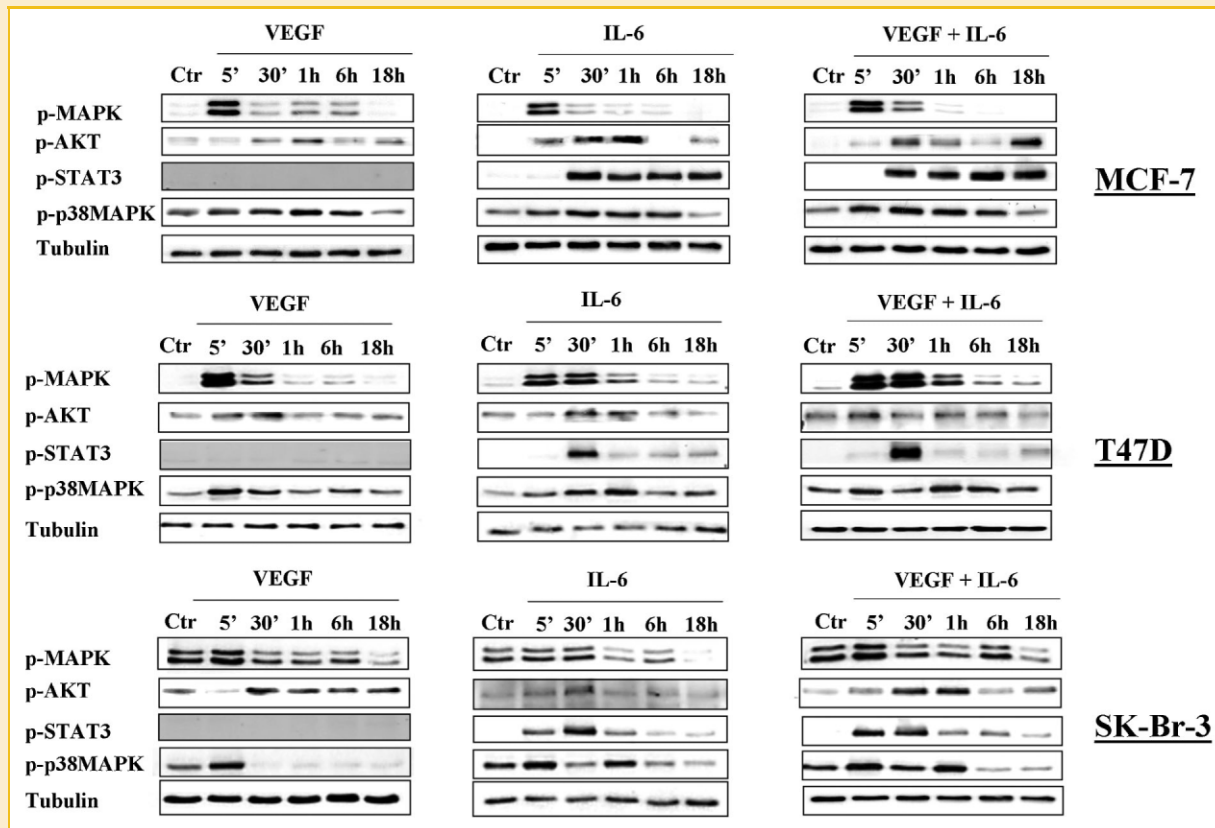 VEGF IL-6 VEGF + IL-6
Ctr 5’ 30’ 1h 6h 18h Ctr 5’ 30’ 1h 6h 18h Ctr 5’ 30’ 1h 6h 18h
p-MAPK
p-AKT
p-STAT3
MCF-7
p-p38MAPK
Tubulin
VEGF IL-6 VEGF + IL-6
Ctr 5’ 30’ 1h 6h 18h Ctr 5’ 30’ 1h 6h 18h Ctr 5’ 30’ 1h 6h 18h
p-MAPK
p-AKT
p-STAT3
T47D
p-p38MAPK
Tubulin
VEGF IL-6 VEGF + IL-6
Ctr 5’ 30’ 1h 6h 18h Ctr 5’ 30’ 1h 6h 18h Ctr 5’ 30’ 1h 6h 18h
p-MAPK
p-AKT
p-STAT3
SK-Br-3
p-p38MAPK
Tubulin